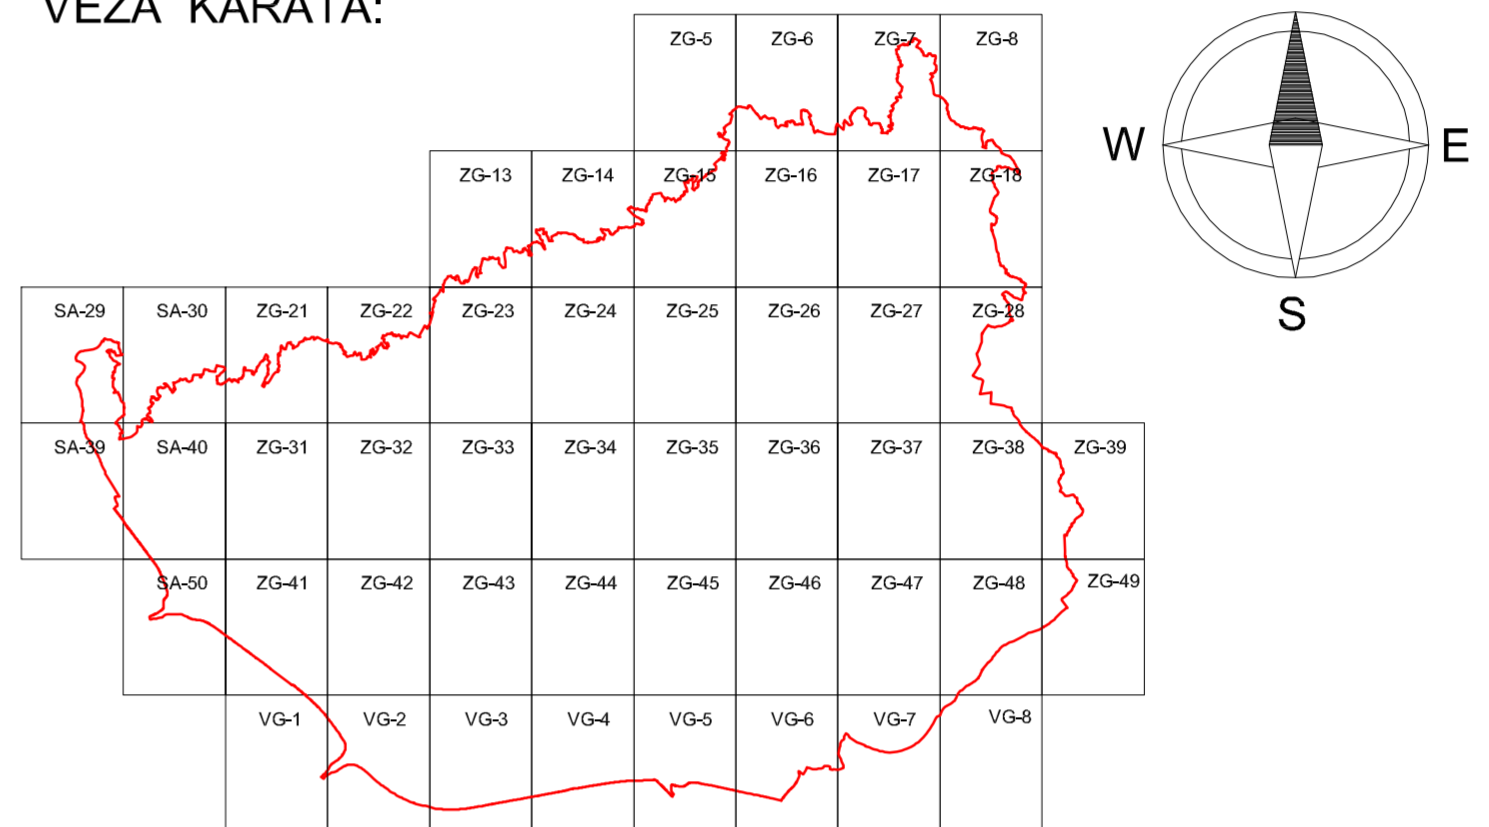 VEZA KARATA:
ZG-5 ZG-6 ZG-7 ZG-8
W E
S
ZG-13 ZG-14 ZG-15 ZG-16 ZG-17 ZG-18
SA-29 SA-30 ZG-21 ZG-22 ZG-23 ZG-24 ZG-25 ZG-26 ZG-27 ZG-28
SA-39 SA-40 ZG-31 ZG-32 ZG-33 ZG-34 ZG-35 ZG-36 ZG-37 ZG-38 ZG-39
SA-50 ZG-41 ZG-42 ZG-43 ZG-44 ZG-45 ZG-46 ZG-47 ZG-48 ZG-49
VG-1 VG-2 VG-3 VG-4 VG-5 VG-6 VG-7 VG-8